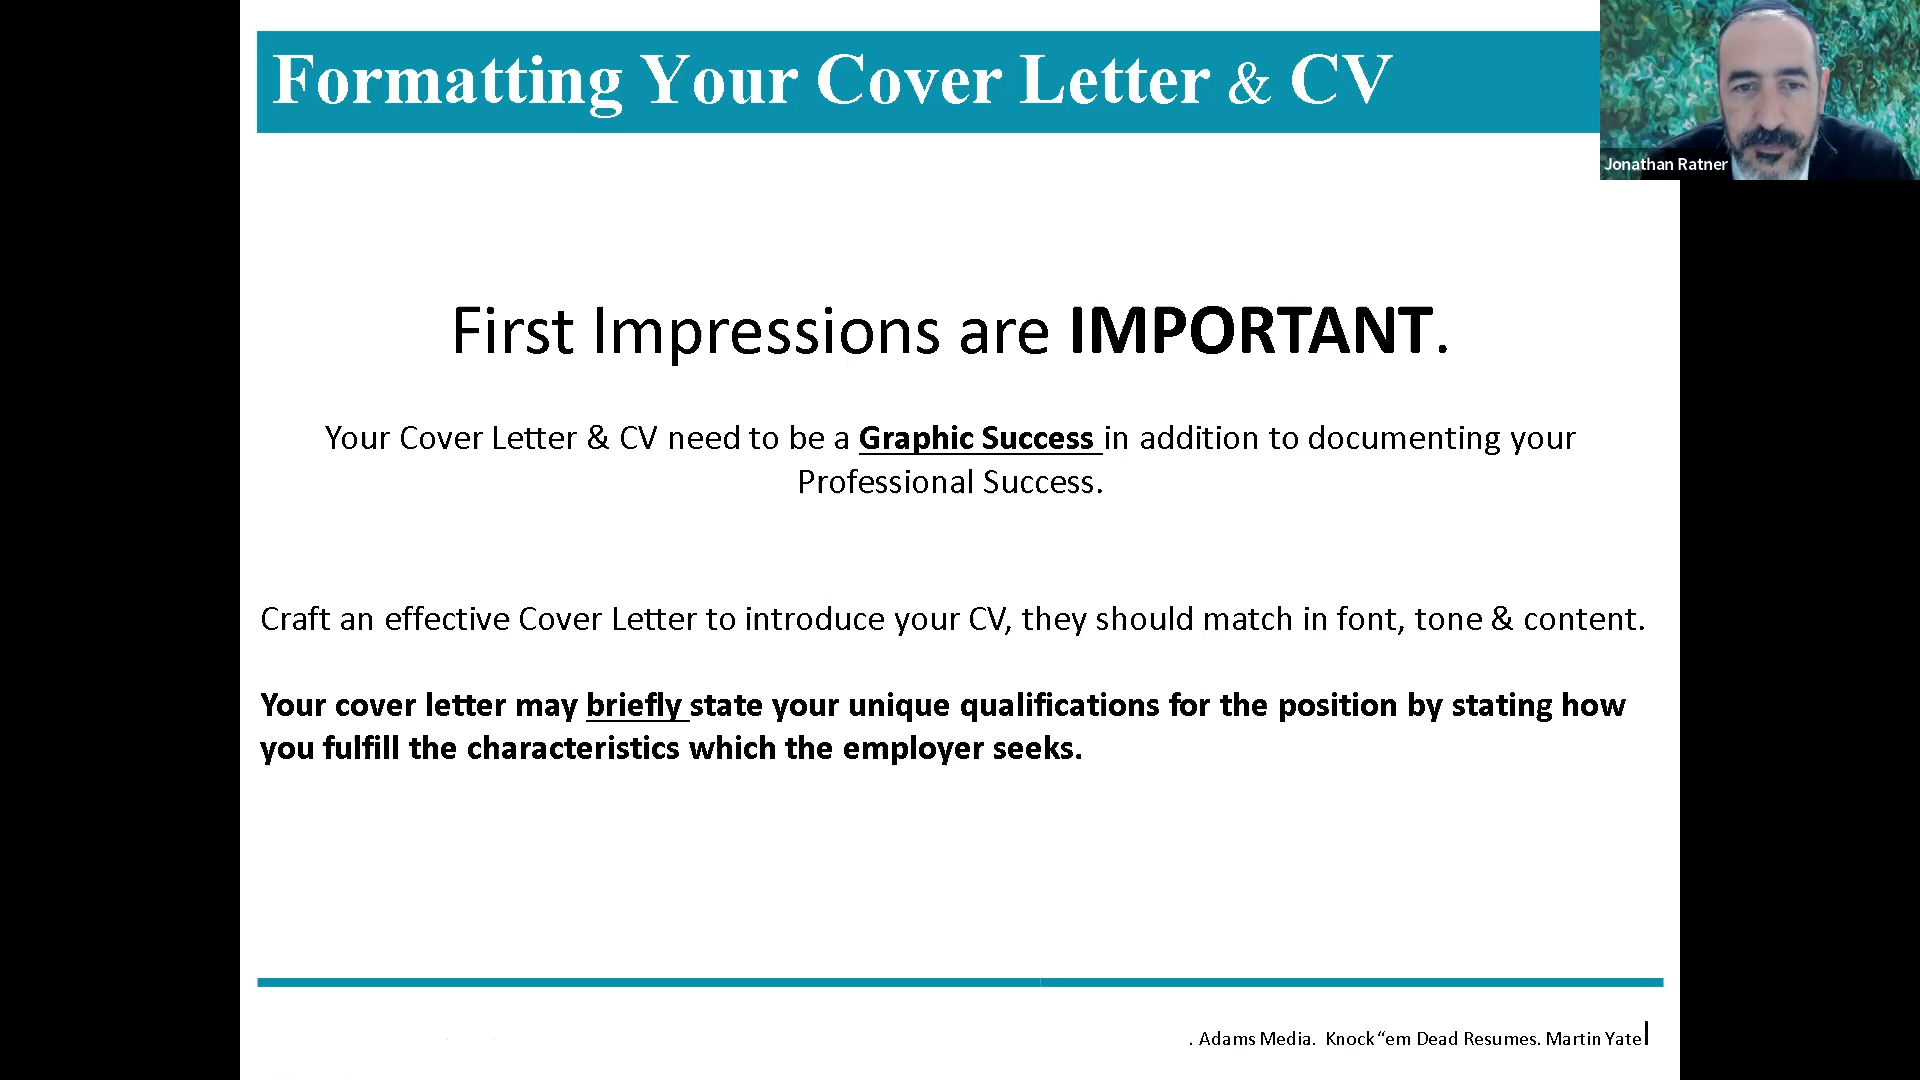 Formatting Your Cover Letter & CV
Jonathan Ratner
First Impressions are IMPORTANT.
Your Cover Letter & CV need to be a Graphic Success in addition to documenting your
Professional Success.
Craft an effective Cover Letter to introduce your CV, they should match in font, tone & content.
Your cover letter may briefly state your unique qualifications for the position by stating how
you fulfill the characteristics which the employer seeks.
. Adams Media. Knock “em Dead Resumes. Martin Yate